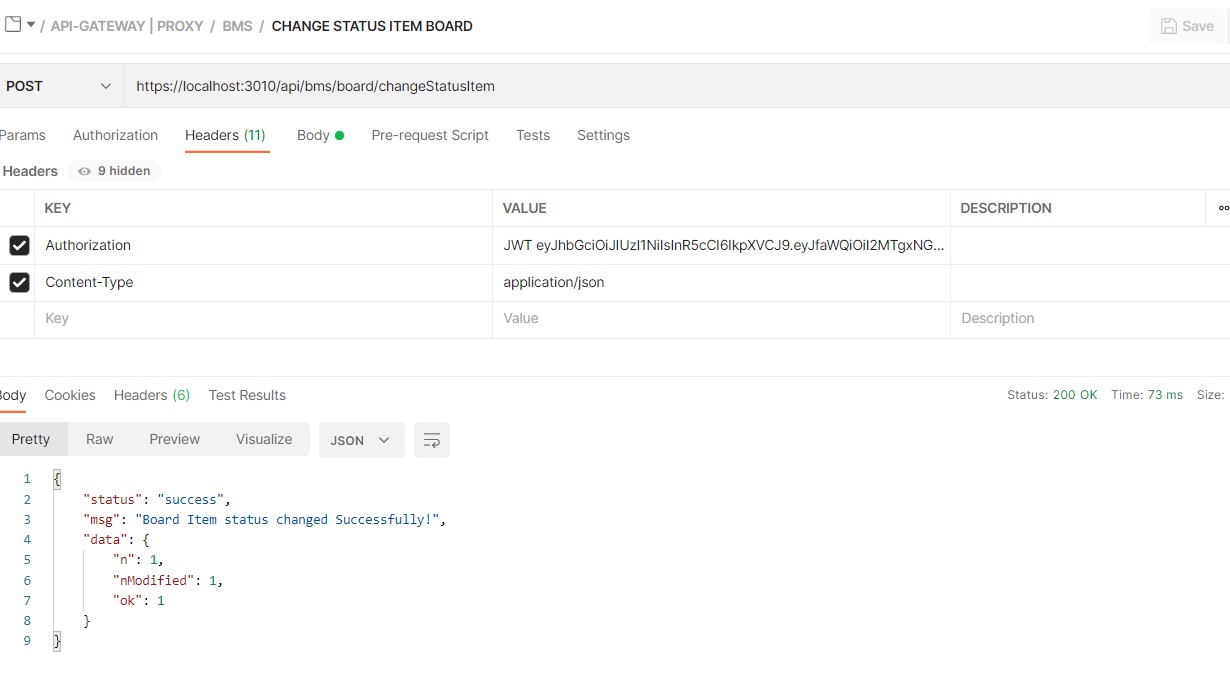 / API-GATEWAY | PROXY / BMS / CHANGE STATUS ITEM BOARD
Save
POST https://localhost:3010/api/bms/board/changeStatusItem
Params Authorization Headers (11) Body Pre-request Script Tests Settings
Headers 9 hidden
KEY VALUE DESCRIPTION
Authorization JWT eyJhbGciOiJIUzI1NiIsInR5cCI6IkpXVCJ9.eyJfaWQiOiI2MTgxNG...
Content-Type application/json
Key Value Description
Body Cookies Headers (6) Test Results Status: 200 OK Time: 73 ms Size:
Pretty Raw Preview Visualize JSON
1 {
2 "status": "success",
3 "msg": "Board Item status changed Successfully!",
4 "data": {
5 "n": 1,
6 "nModified": 1,
7 "ok": 1
8 }
9 }